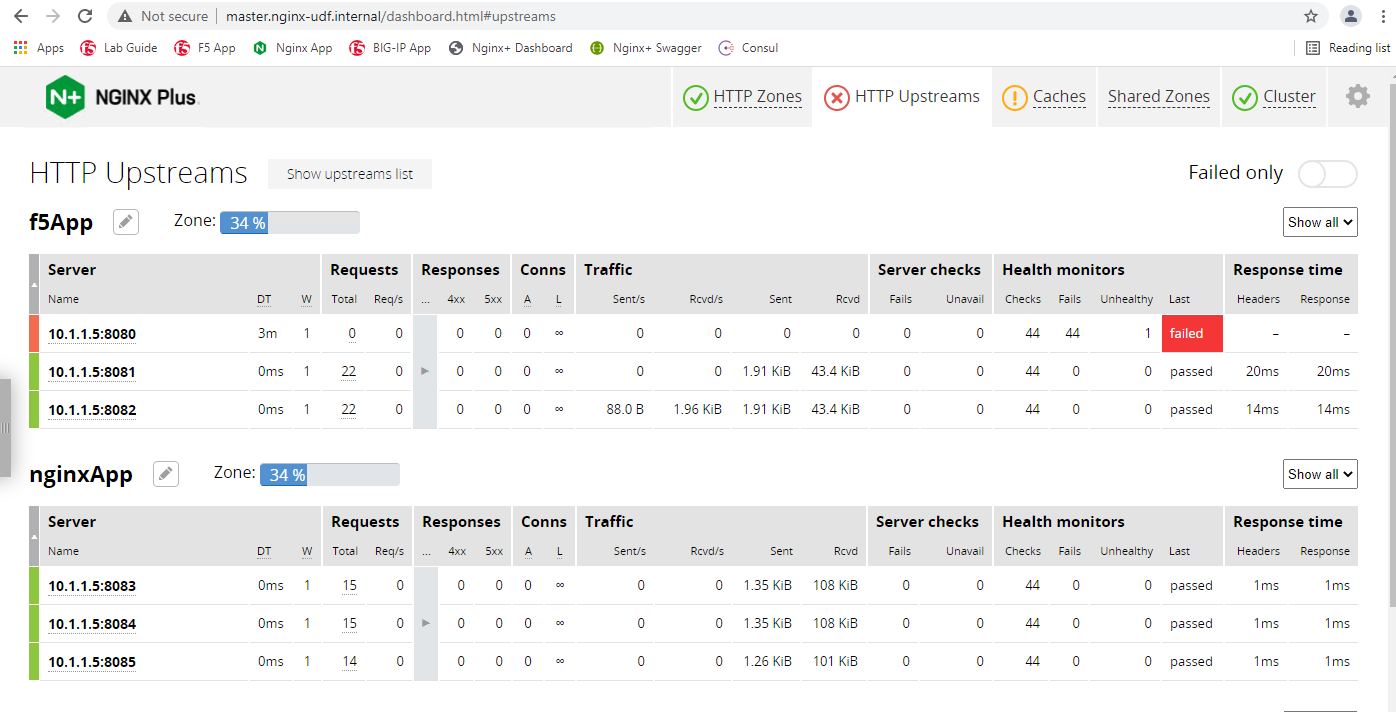 Not secure | master.nginx-udf.internal/dashboard.html#upstreams
Apps Lab Guide F5 App Nginx App BIG-IP App Nginx+ Dashboard Nginx+ Swagger Consul Reading list
N+ NGINX Plus HTTP Zones HTTP Upstreams Caches Shared Zones Cluster
HTTP Upstreams Show upstreams list Failed only
f5App Zone: 34 % Show all
Server Requests Responses Conns Traffic Server checks Health monitors Response time
Name DT W Total Req/s ... 4xx 5xx A L Sent/s Rcvd/s Sent Rcvd Fails Unavail Checks Fails Unhealthy Last Headers Response
10.1.1.5:8080 3m 1 0 0 0 0 0 ∞ 0 0 0 0 0 0 44 44 1 failed – –
10.1.1.5:8081 0ms 1 22 0 0 0 0 ∞ 0 0 1.91 KiB 43.4 KiB 0 0 44 0 0 passed 20ms 20ms
10.1.1.5:8082 0ms 1 22 0 0 0 0 ∞ 88.0 B 1.96 KiB 1.91 KiB 43.4 KiB 0 0 44 0 0 passed 14ms 14ms
nginxApp Zone: 34 % Show all
Server Requests Responses Conns Traffic Server checks Health monitors Response time
Name DT W Total Req/s ... 4xx 5xx A L Sent/s Rcvd/s Sent Rcvd Fails Unavail Checks Fails Unhealthy Last Headers Response
10.1.1.5:8083 0ms 1 15 0 0 0 0 ∞ 0 0 1.35 KiB 108 KiB 0 0 44 0 0 passed 1ms 1ms
10.1.1.5:8084 0ms 1 15 0 0 0 0 ∞ 0 0 1.35 KiB 108 KiB 0 0 44 0 0 passed 1ms 1ms
10.1.1.5:8085 0ms 1 14 0 0 0 0 ∞ 0 0 1.26 KiB 101 KiB 0 0 44 0 0 passed 1ms 1ms